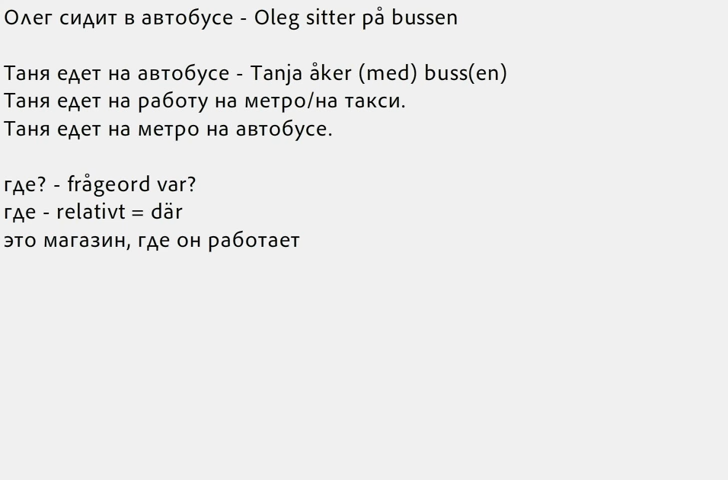 Олег сидит в автобусе - Oleg sitter på bussen
Таня едет на автобусе - Tanja åker (med) buss(en)
Таня едет на работу на метро/на такси.
Таня едет на метро на автобусе.
где? - frågeord var?
где - relativt = där
это магазин, где он работает